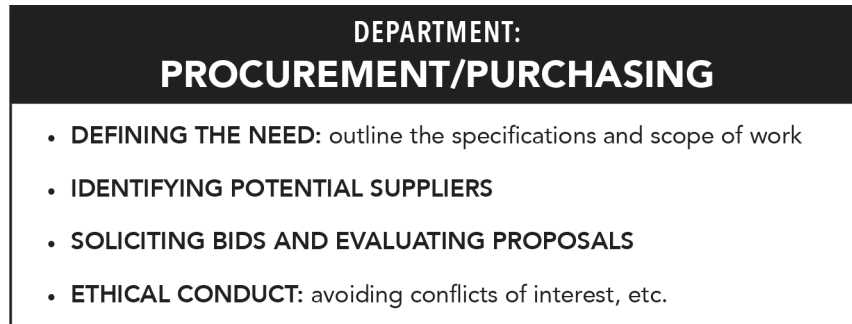 DEPARTMENT:
PROCUREMENT/PURCHASING
• DEFINING THE NEED: outline the specifications and scope of work
• IDENTIFYING POTENTIAL SUPPLIERS
• SOLICITING BIDS AND EVALUATING PROPOSALS
• ETHICAL CONDUCT: avoiding conflicts of interest, etc.